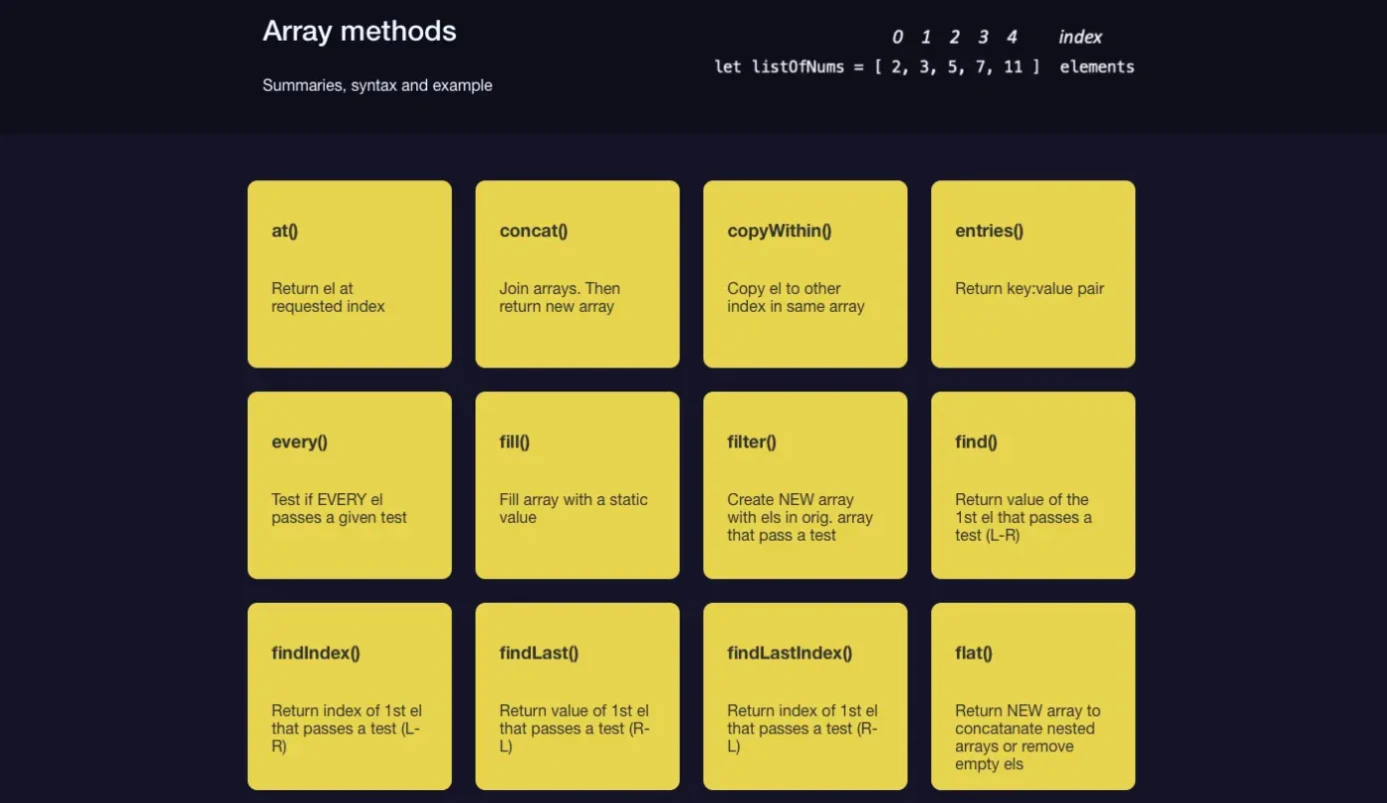 Array methods
Summaries, syntax and example
0 1 2 3 4 index
let listOfNums = [ 2, 3, 5, 7, 11 ] elements
at()
Return el at
requested index
concat()
Join arrays. Then
return new array
copyWithin()
Copy el to other
index in same array
entries()
Return key:value pair
every()
Test if EVERY el
passes a given test
fill()
Fill array with a static
value
filter()
Create NEW array
with els in orig. array
that pass a test
find()
Return value of the
1st el that passes a
test (L-R)
findIndex()
Return index of 1st el
that passes a test (L-
R)
findLast()
Return value of 1st el
that passes a test (R-
L)
findLastIndex()
Return index of 1st el
that passes a test (R-
L)
flat()
Return NEW array to
concatanate nested
arrays or remove
empty els